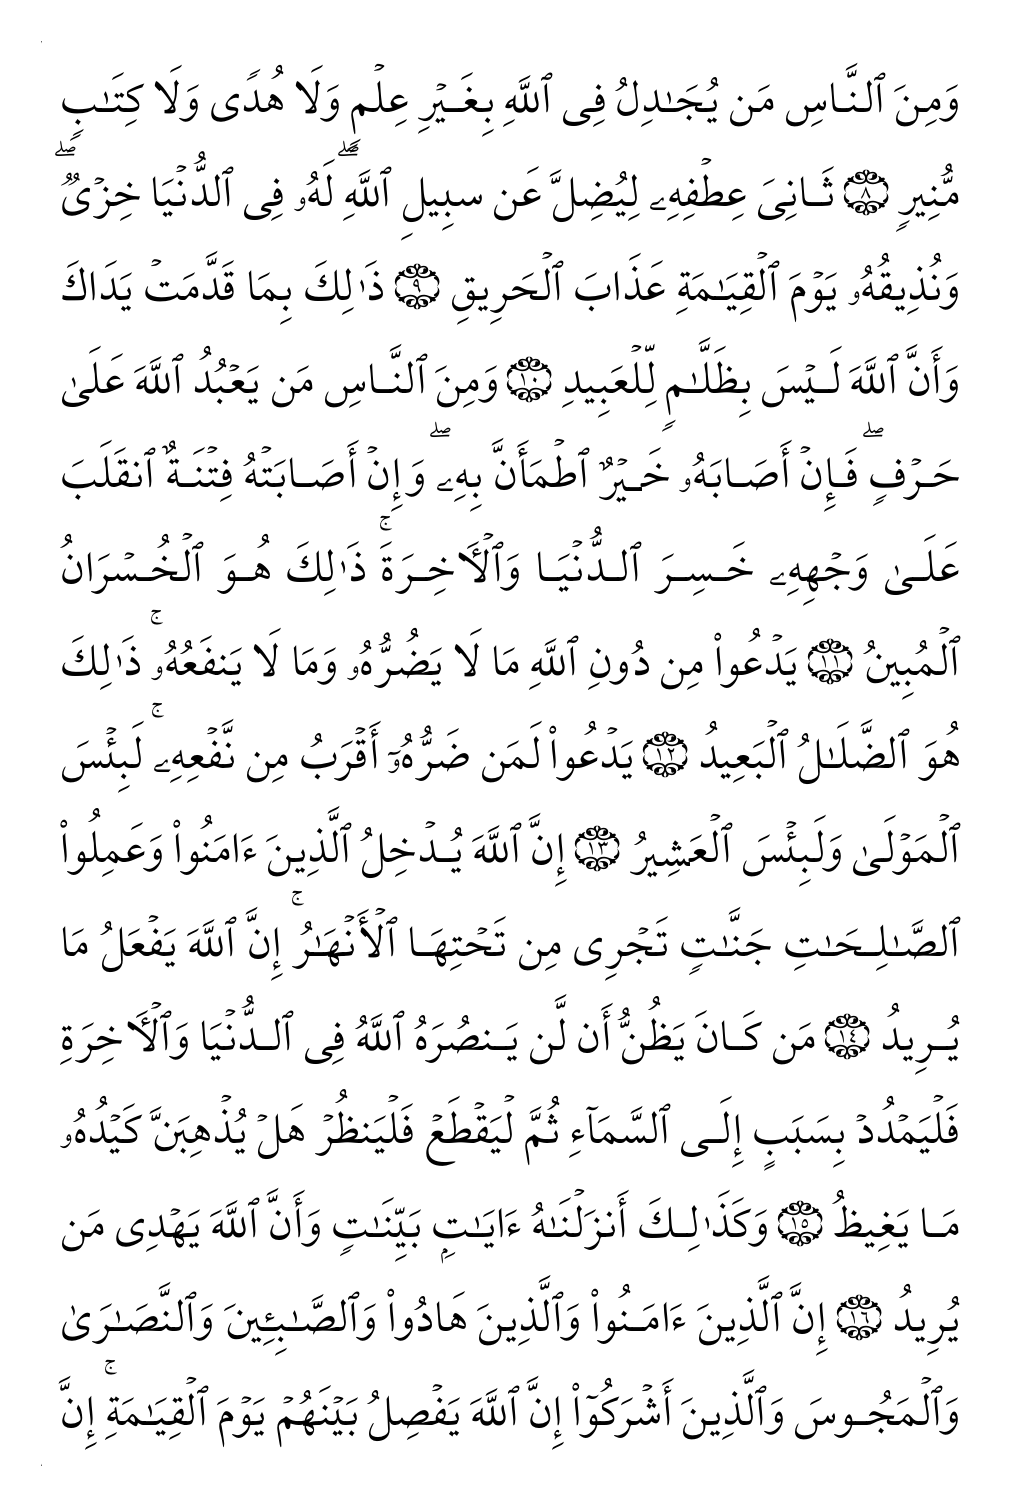 وَمِنَ ٱلنَّاسِ مَن يُجَـٰدِلُ فِى ٱللَّهِ بِغَيْرِ عِلْمٍ وَلَا هُدًى وَلَا كِتَـٰبٍ
مُّنِيرٍ ٨ ثَانِىَ عِطْفِهِۦ لِيُضِلَّ عَن سَبِيلِ ٱللَّهِ ۖ لَهُۥ فِى ٱلدُّنْيَا خِزْىٌ ۖ
وَنُذِيقُهُۥ يَوْمَ ٱلْقِيَـٰمَةِ عَذَابَ ٱلْحَرِيقِ ٩ ذَٰلِكَ بِمَا قَدَّمَتْ يَدَاكَ
وَأَنَّ ٱللَّهَ لَيْسَ بِظَلَّـٰمٍ لِّلْعَبِيدِ ١٠ وَمِنَ ٱلنَّاسِ مَن يَعْبُدُ ٱللَّهَ عَلَىٰ
حَرْفٍ ۖ فَإِنْ أَصَابَهُۥ خَيْرٌ ٱطْمَأَنَّ بِهِۦ ۖ وَإِنْ أَصَابَتْهُ فِتْنَةٌ ٱنقَلَبَ
عَلَىٰ وَجْهِهِۦ خَسِرَ ٱلدُّنْيَا وَٱلْـَٔاخِرَةَ ۚ ذَٰلِكَ هُوَ ٱلْخُسْرَانُ
ٱلْمُبِينُ ١١ يَدْعُوا۟ مِن دُونِ ٱللَّهِ مَا لَا يَضُرُّهُۥ وَمَا لَا يَنفَعُهُۥ ۚ ذَٰلِكَ
هُوَ ٱلضَّلَـٰلُ ٱلْبَعِيدُ ١٢ يَدْعُوا۟ لَمَن ضَرُّهُۥٓ أَقْرَبُ مِن نَّفْعِهِۦ ۚ لَبِئْسَ
ٱلْمَوْلَىٰ وَلَبِئْسَ ٱلْعَشِيرُ ١٣ إِنَّ ٱللَّهَ يُدْخِلُ ٱلَّذِينَ ءَامَنُوا۟ وَعَمِلُوا۟
ٱلصَّـٰلِحَـٰتِ جَنَّـٰتٍ تَجْرِى مِن تَحْتِهَا ٱلْأَنْهَـٰرُ ۚ إِنَّ ٱللَّهَ يَفْعَلُ مَا
يُرِيدُ ١٤ مَن كَانَ يَظُنُّ أَن لَّن يَنصُرَهُ ٱللَّهُ فِى ٱلدُّنْيَا وَٱلْـَٔاخِرَةِ
فَلْيَمْدُدْ بِسَبَبٍ إِلَى ٱلسَّمَآءِ ثُمَّ لْيَقْطَعْ فَلْيَنظُرْ هَلْ يُذْهِبَنَّ كَيْدُهُۥ
مَا يَغِيظُ ١٥ وَكَذَٰلِكَ أَنزَلْنَـٰهُ ءَايَـٰتٍۭ بَيِّنَـٰتٍ وَأَنَّ ٱللَّهَ يَهْدِى مَن
يُرِيدُ ١٦ إِنَّ ٱلَّذِينَ ءَامَنُوا۟ وَٱلَّذِينَ هَادُوا۟ وَٱلصَّـٰبِـِٔينَ وَٱلنَّصَـٰرَىٰ
وَٱلْمَجُوسَ وَٱلَّذِينَ أَشْرَكُوٓا۟ إِنَّ ٱللَّهَ يَفْصِلُ بَيْنَهُمْ يَوْمَ ٱلْقِيَـٰمَةِ ۚ إِنَّ